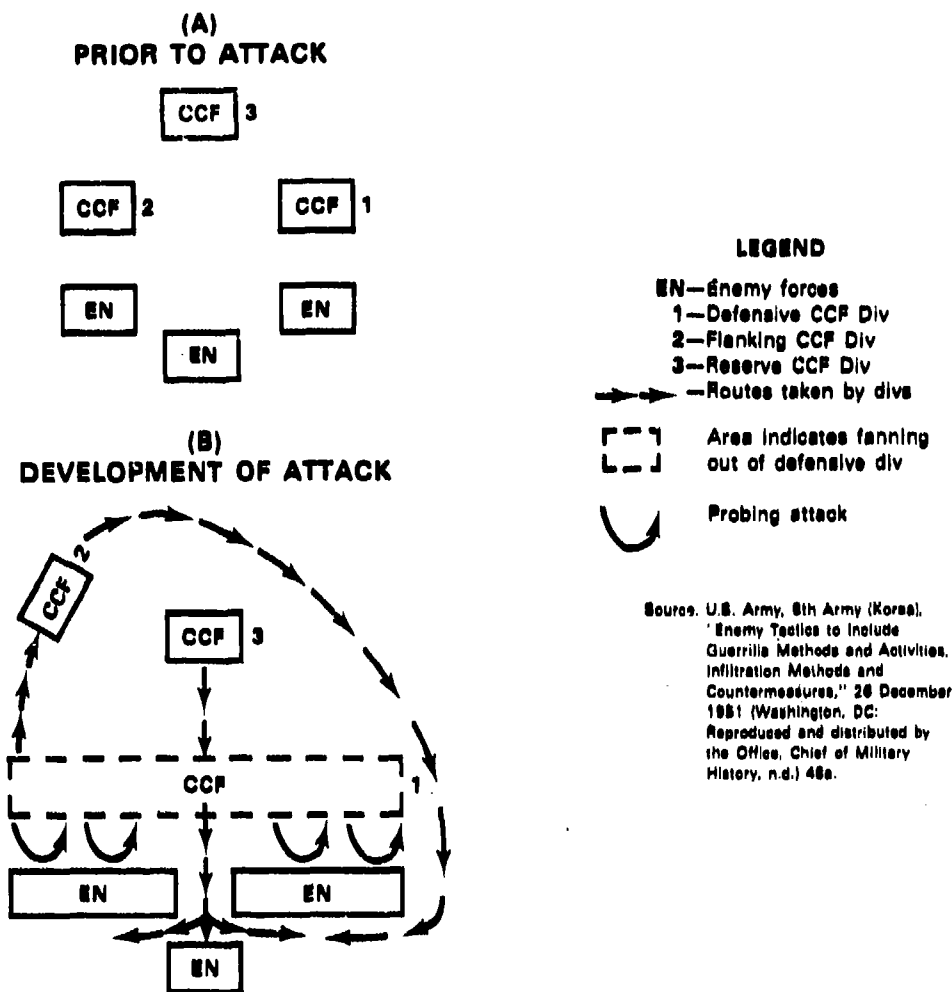 (A)
PRIOR TO ATTACK
CCF 3
CCF 2
CCF 1
EN
EN
EN
(B)
DEVELOPMENT OF ATTACK
CCF 2
CCF 3
CCF 1
EN
EN
EN
LEGEND
EN—Enemy forces
1—Defensive CCF Div
2—Flanking CCF Div
3—Reserve CCF Div
—Routes taken by divs
Area indicates fanning
out of defensive div
Probing attack
Source. U.S. Army, 8th Army (Korea),
"Enemy Tactics to Include
Guerrilla Methods and Activities,
Infiltration Methods and
Countermeasures," 26 December
1951 (Washington, DC:
Reproduced and distributed by
the Office, Chief of Military
History, n.d.)